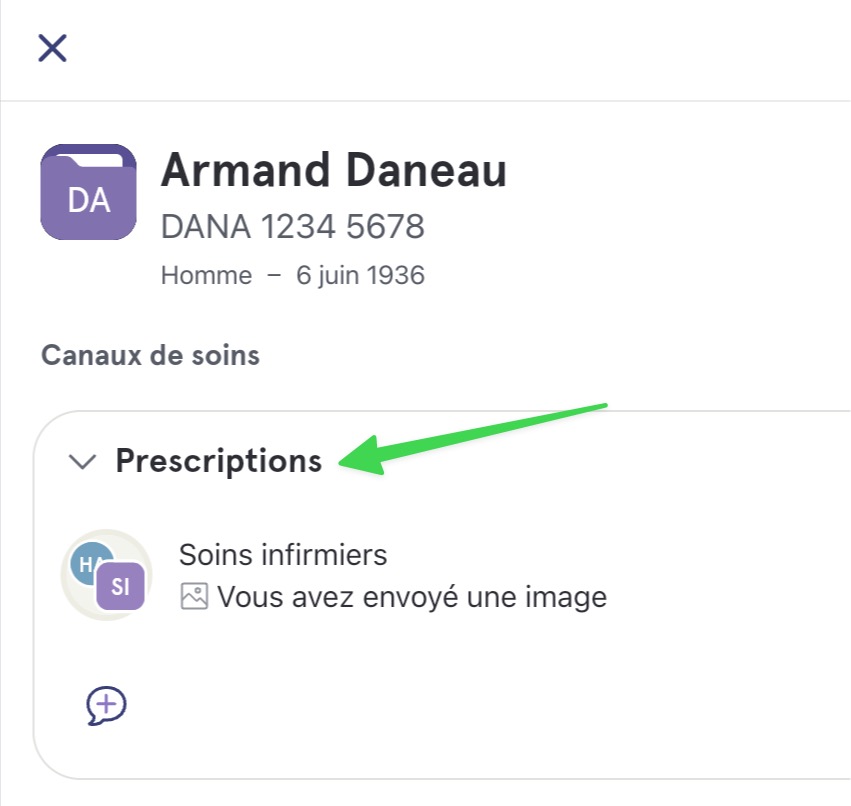 DA
Armand Daneau
DANA 1234 5678
Homme – 6 juin 1936
Canaux de soins
Prescriptions
HA
SI
Soins infirmiers
Vous avez envoyé une image